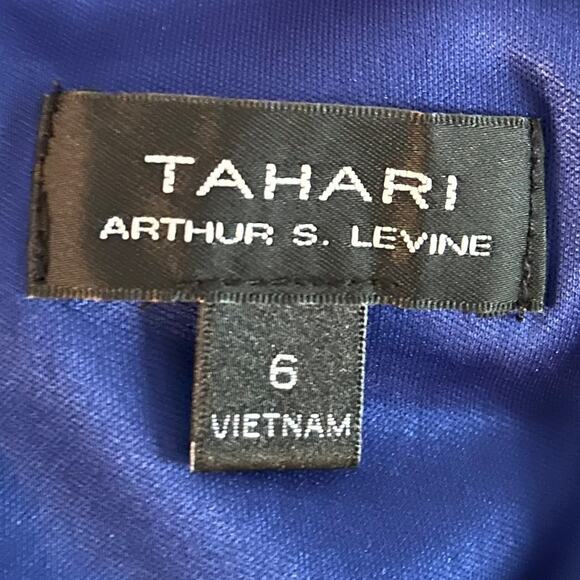 TAHARI
ARTHUR S. LEVINE
6
VIETNAM